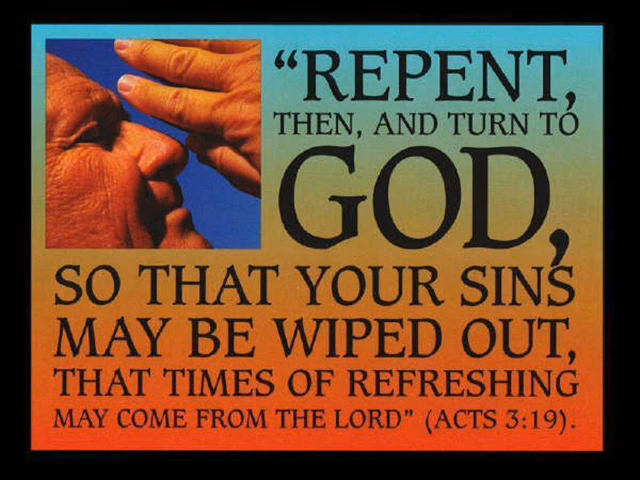 “REPENT,
THEN, AND TURN TO
GOD,
SO THAT YOUR SINS
MAY BE WIPED OUT,
THAT TIMES OF REFRESHING
MAY COME FROM THE LORD” (ACTS 3:19).